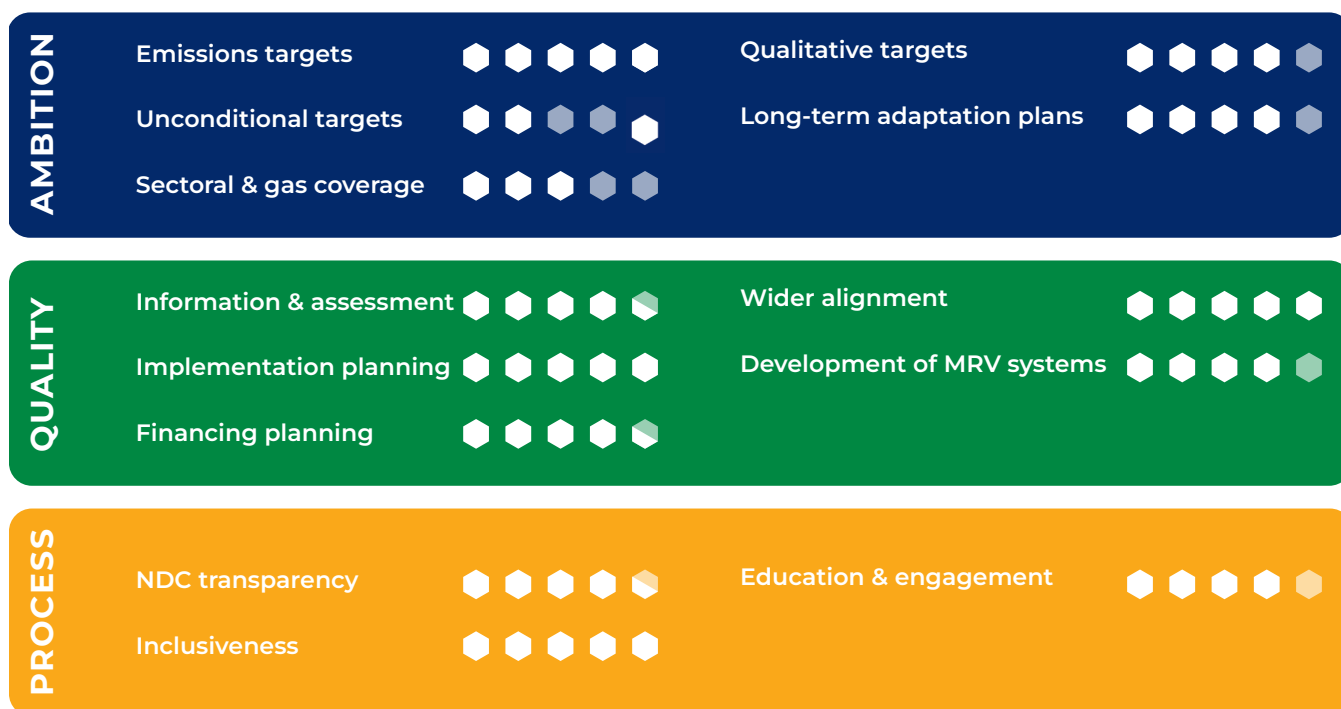 AMBITION
Emissions targets
Unconditional targets
Sectoral & gas coverage
Qualitative targets
Long-term adaptation plans
QUALITY
Information & assessment
Implementation planning
Financing planning
Wider alignment
Development of MRV systems
PROCESS
NDC transparency
Inclusiveness
Education & engagement